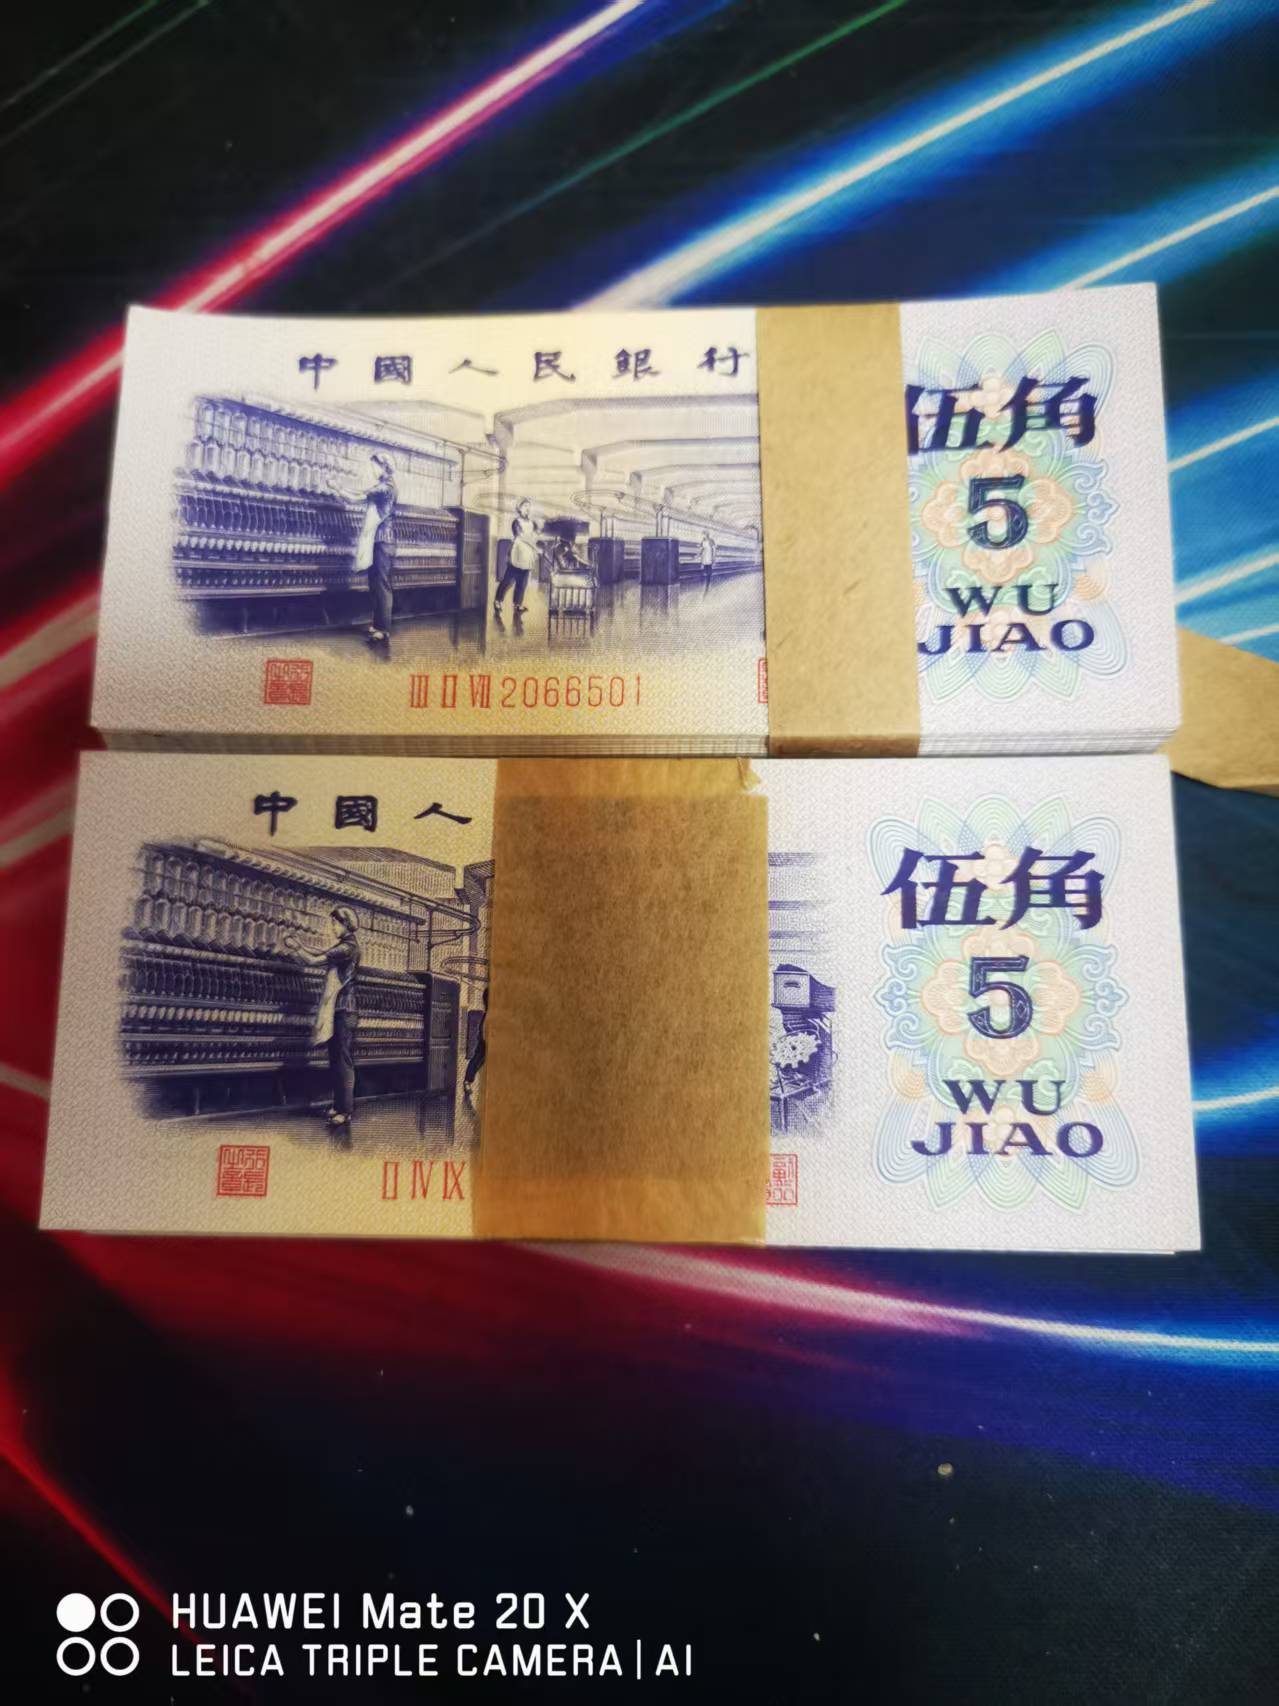 中國人民銀行
伍角
5
WU
JIAO
III II VII 2066501
中國人
伍角
5
WU
JIAO
II IV IX
HUAWEI Mate 20 X
LEICA TRIPLE CAMERA | AI